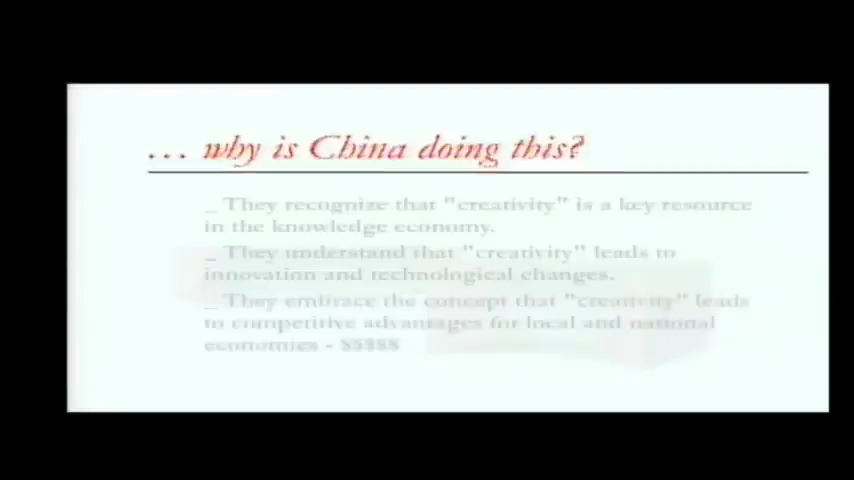 ... why is China doing this?
_ They recognize that "creativity" is a key resource
in the knowledge economy.
_ They understand that "creativity" leads to
innovation and technological changes.
_ They embrace the concept that "creativity" leads
to competitive advantages for local and national
economies - $$$$$